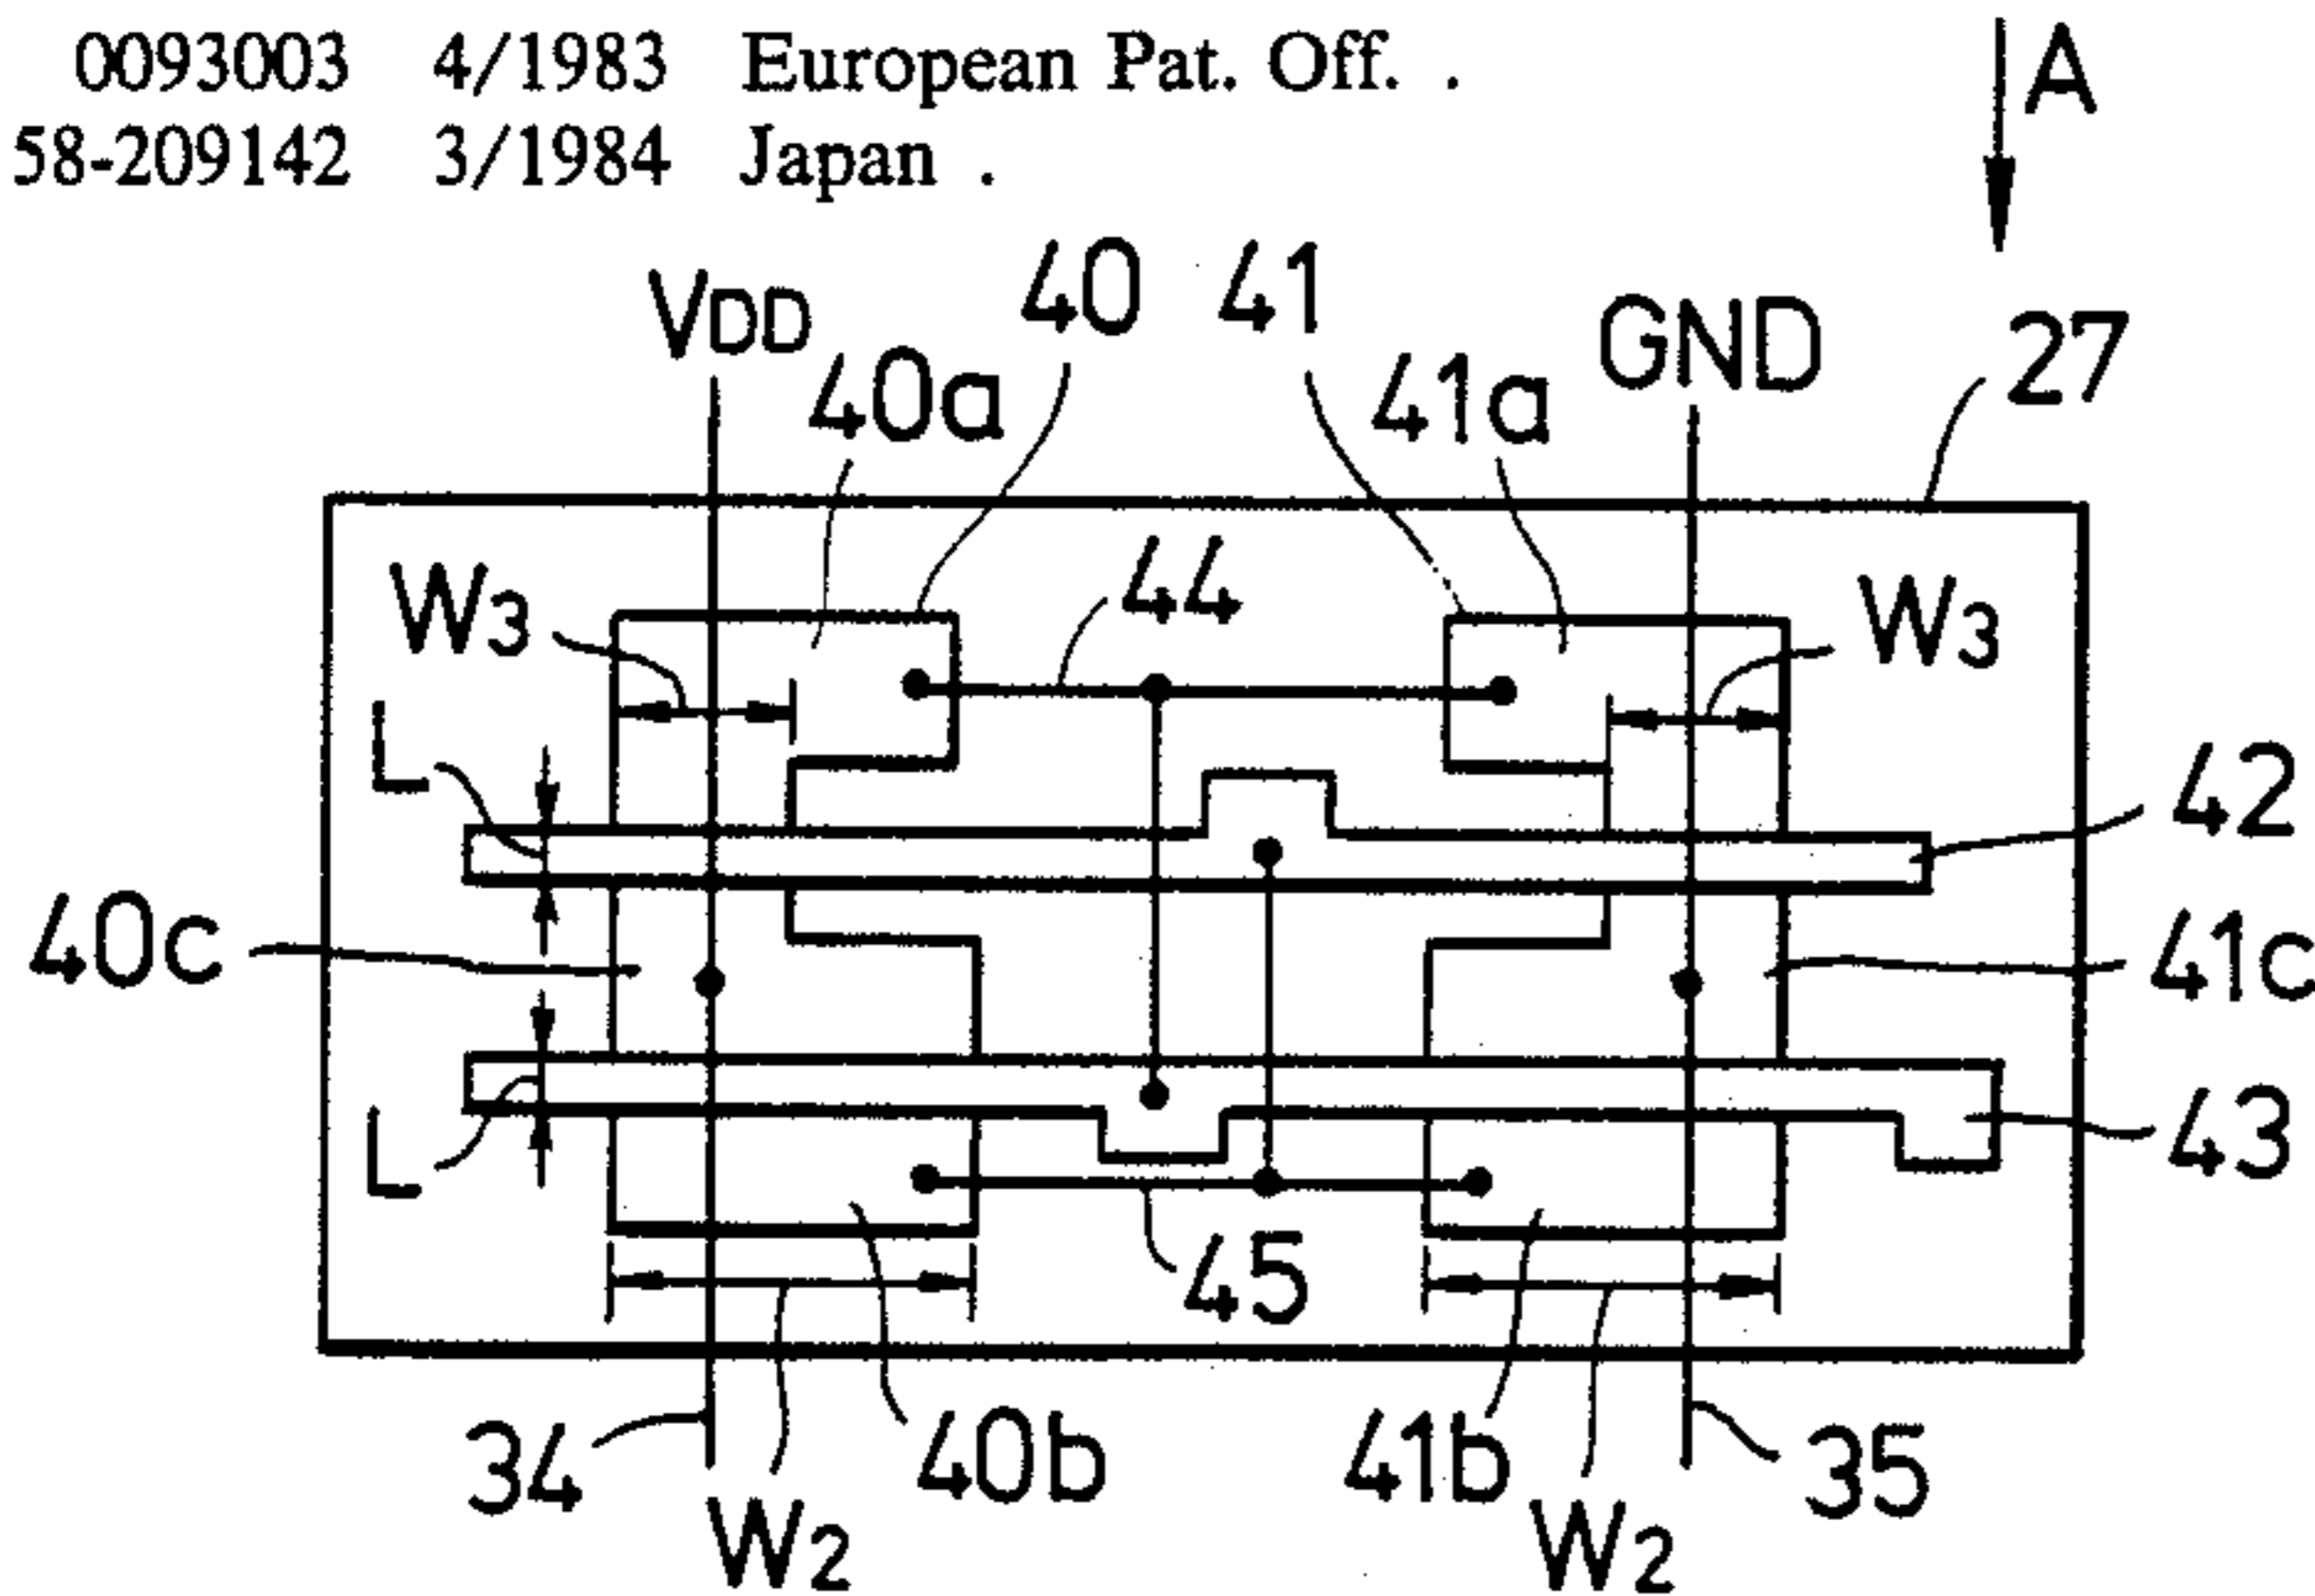 0093003 4/1983 European Pat. Off. .
58-209142 3/1984 Japan .
A
VDD
40
41
GND
27
40a
41a
W3
44
W3
L
42
40c
41c
L
43
45
34
40b
41b
35
W2
W2